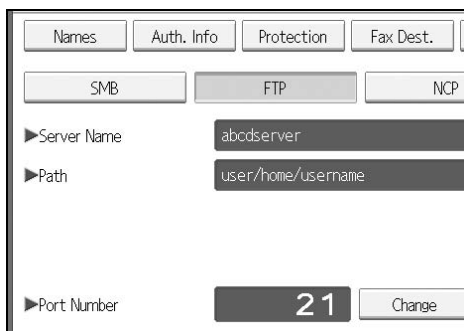 Names Auth. Info Protection Fax Dest.
SMB FTP NCP
▶Server Name abcdserver
▶Path user/home/username
▶Port Number 21 Change